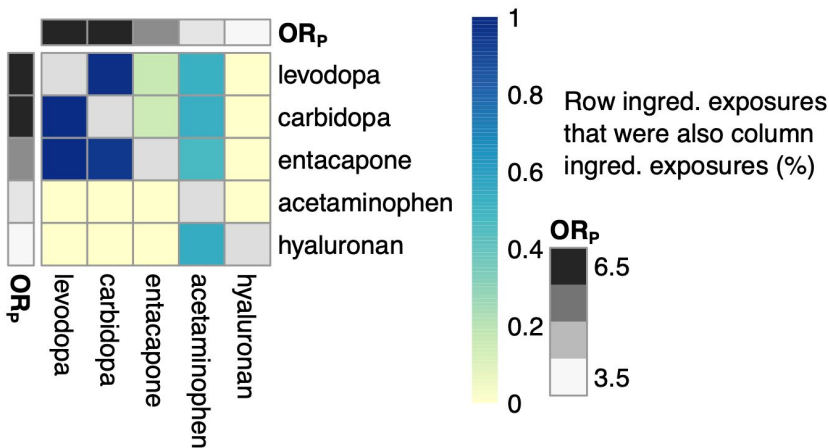 ORP
levodopa
carbidopa
entacapone
acetaminophen
hyaluronan
ORP
levodopa
carbidopa
entacapone
acetaminophen
hyaluronan
1
0.8
0.6
0.4
0.2
0
Row ingred. exposures
that were also column
ingred. exposures (%)
ORP
6.5
3.5